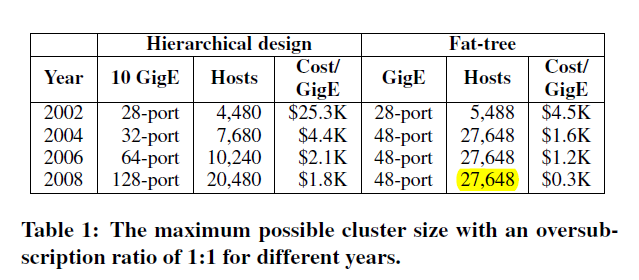 Hierarchical design Fat-tree
Year 10 GigE Hosts Cost/ GigE GigE Hosts Cost/ GigE
2002 28-port 4,480 $25.3K 28-port 5,488 $4.5K
2004 32-port 7,680 $4.4K 48-port 27,648 $1.6K
2006 64-port 10,240 $2.1K 48-port 27,648 $1.2K
2008 128-port 20,480 $1.8K 48-port 27,648 $0.3K
Table 1: The maximum possible cluster size with an oversub-
scription ratio of 1:1 for different years.